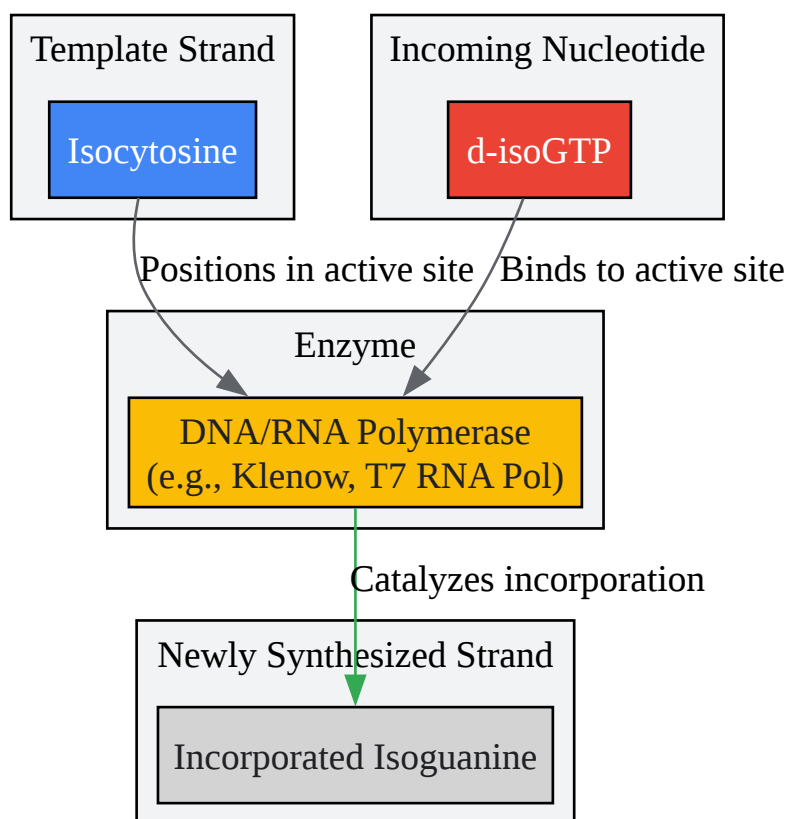 Template Strand
Incoming Nucleotide
Isocytosine
d-isoGTP
Positions in active site
Binds to active site
Enzyme
DNA/RNA Polymerase
(e.g., Klenow, T7 RNA Pol)
Catalyzes incorporation
Newly Synthesized Strand
Incorporated Isoguanine